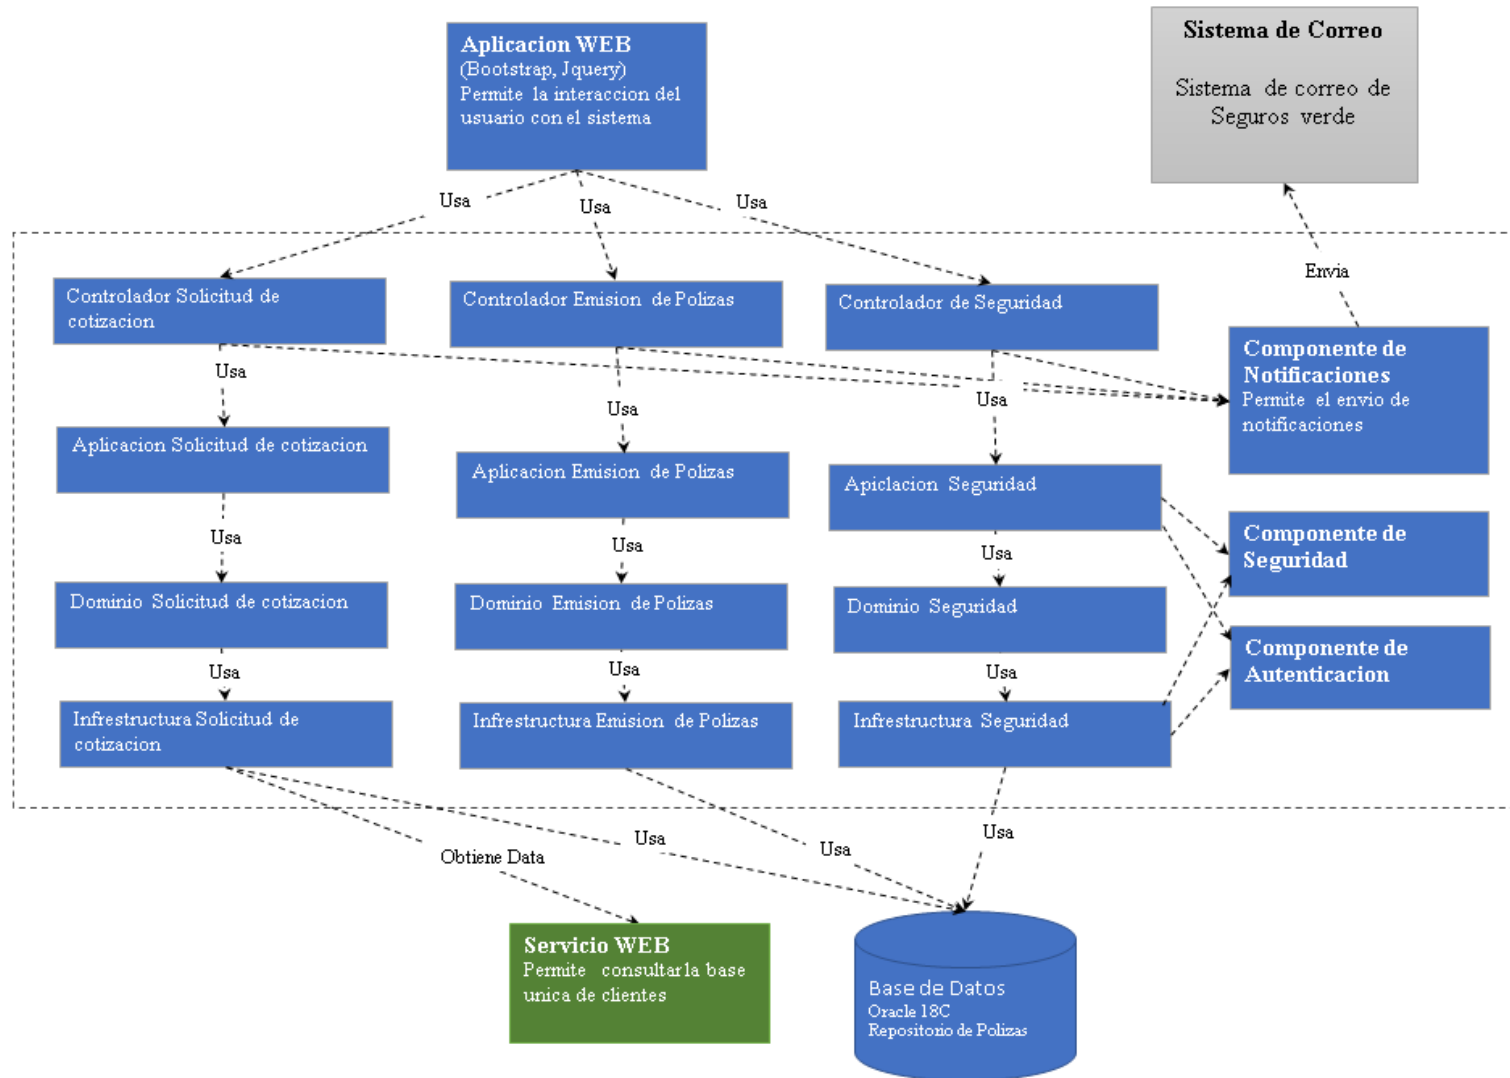 Aplicacion WEB
(Bootstrap, Jquery)
Permite la interaccion del
usuario con el sistema
Sistema de Correo
Sistema de correo de
Seguros verde
Usa
Usa
Usa
Envia
Controlador Solicitud de
cotizacion
Controlador Emision de Polizas
Controlador de Seguridad
Componente de
Notificaciones
Permite el envio de
notificaciones
Usa
Usa
Usa
Aplicacion Solicitud de cotizacion
Aplicacion Emision de Polizas
Apiclacion Seguridad
Componente de
Seguridad
Usa
Usa
Usa
Dominio Solicitud de cotizacion
Dominio Emision de Polizas
Dominio Seguridad
Componente de
Autenticacion
Usa
Usa
Usa
Infrestructura Solicitud de
cotizacion
Infrestructura Emision de Polizas
Infrestructura Seguridad
Usa
Usa
Usa
Obtiene Data
Servicio WEB
Permite consultar la base
unica de clientes
Base de Datos
Oracle 18C
Repositorio de Polizas